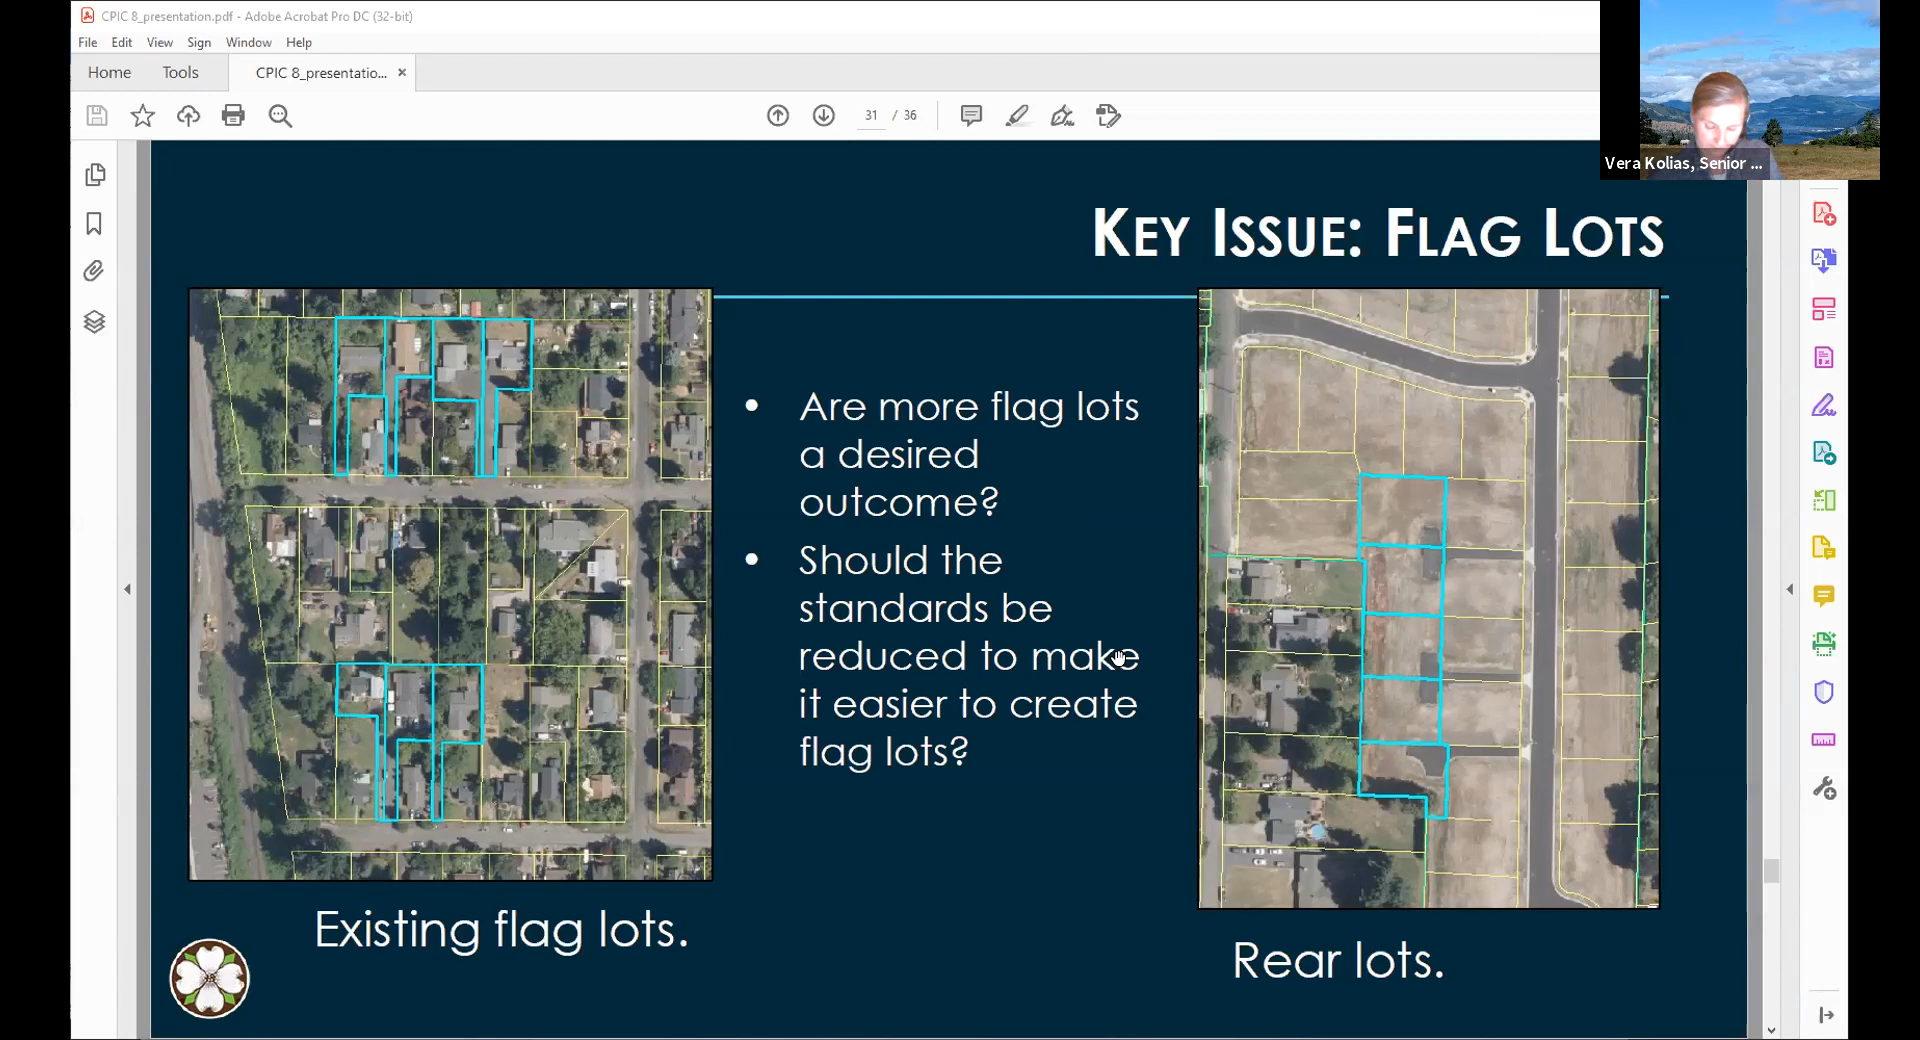 CPIC 8_presentation.pdf - Adobe Acrobat Pro DC (32-bit)
File Edit View Sign Window Help
Home Tools CPIC 8_presentatio... ×
31 / 36
Vera Kolias, Senior ...
KEY ISSUE: FLAG LOTS
• Are more flag lots
a desired
outcome?
• Should the
standards be
reduced to make
it easier to create
flag lots?
Existing flag lots.
Rear lots.